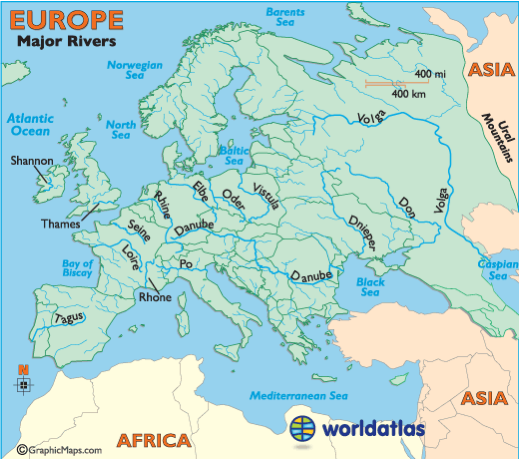 EUROPE
Major Rivers
Barents
Sea
Norwegian
Sea
400 mi
400 km
ASIA
Ural
Mountains
Atlantic
Ocean
North
Sea
Volga
Shannon
Baltic
Sea
Thames
Rhine
Elbe
Oder
Vistula
Don
Volga
Seine
Danube
Dnieper
Loire
Bay of
Biscay
Po
Danube
Caspian
Sea
Rhone
Black
Sea
Tagus
N
Mediterranean Sea
ASIA
AFRICA
worldatlas
©GraphicMaps.com